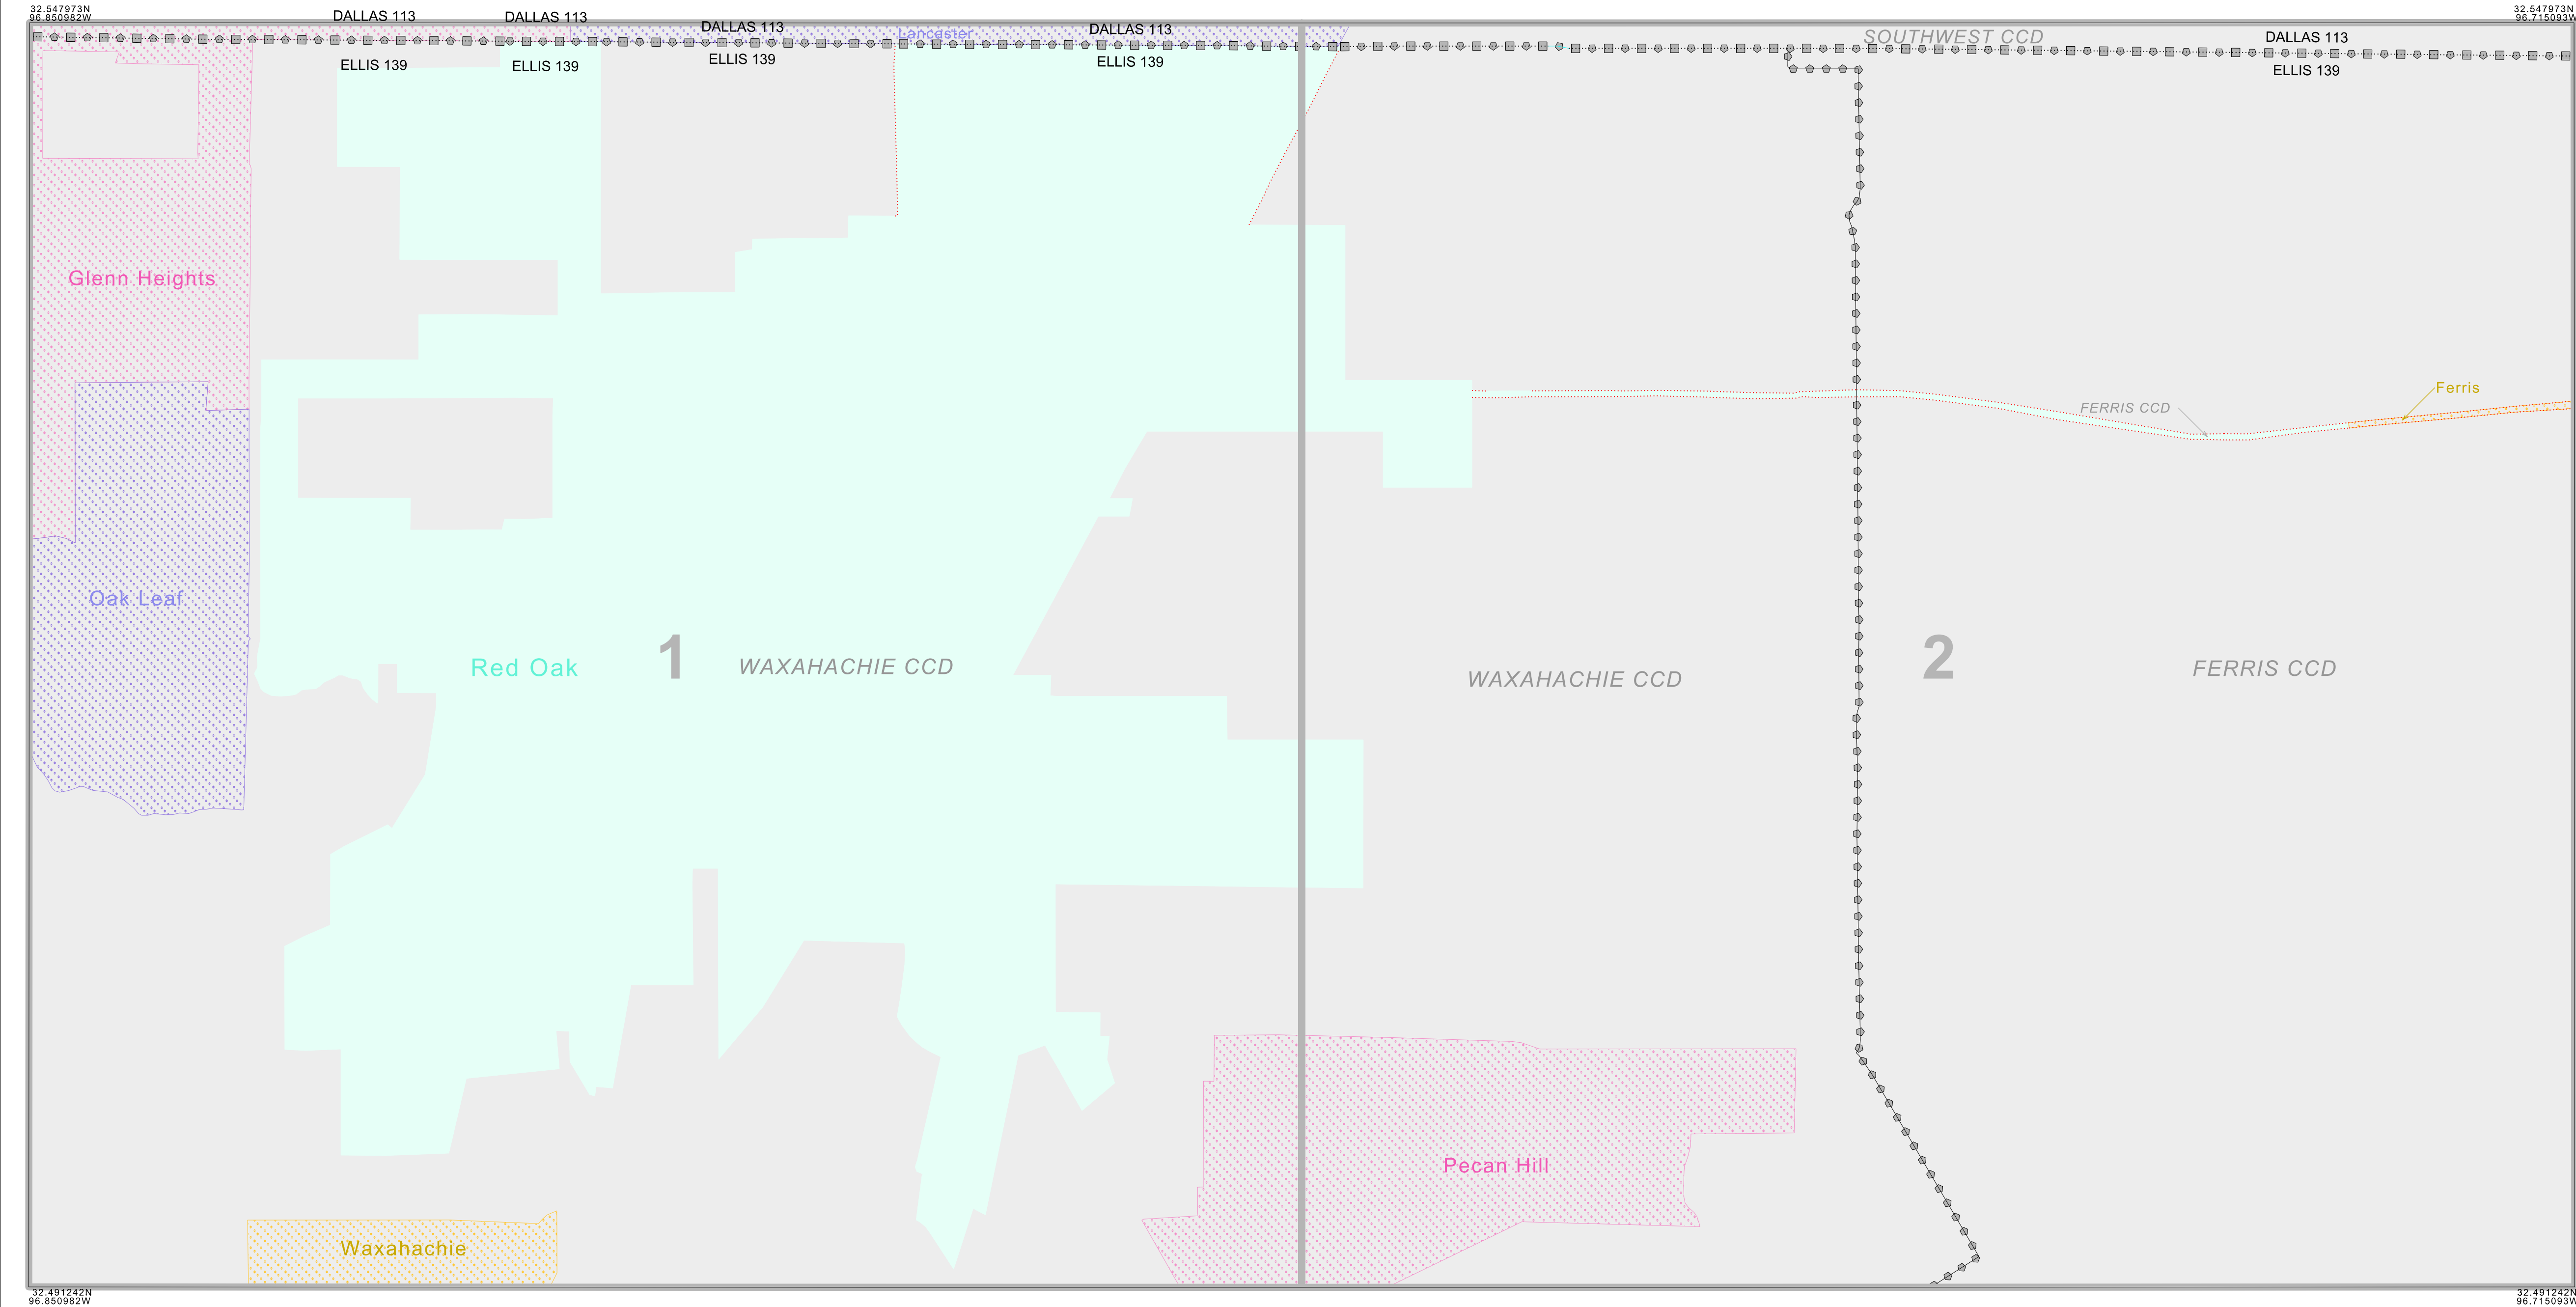 32.547973N
96.850982W
DALLAS 113
DALLAS 113
DALLAS 113
DALLAS 113
32.547973N
96.715093W
Lancaster
SOUTHWEST CCD
DALLAS 113
ELLIS 139
ELLIS 139
ELLIS 139
ELLIS 139
ELLIS 139
Glenn Heights
Ferris
FERRIS CCD
Oak Leaf
Red Oak
1
WAXAHACHIE CCD
WAXAHACHIE CCD
2
FERRIS CCD
Pecan Hill
Waxahachie
32.491242N
96.850982W
32.491242N
96.715093W